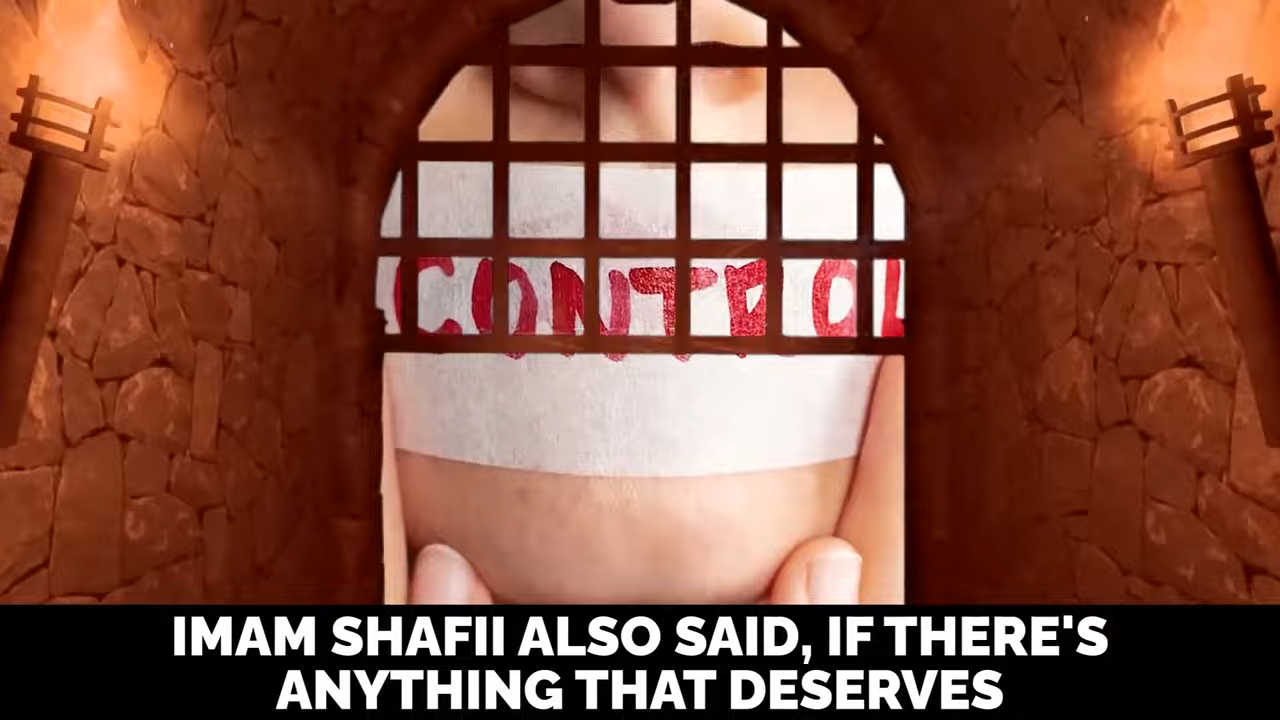 CONTROL
IMAM SHAFII ALSO SAID, IF THERE'S
ANYTHING THAT DESERVES